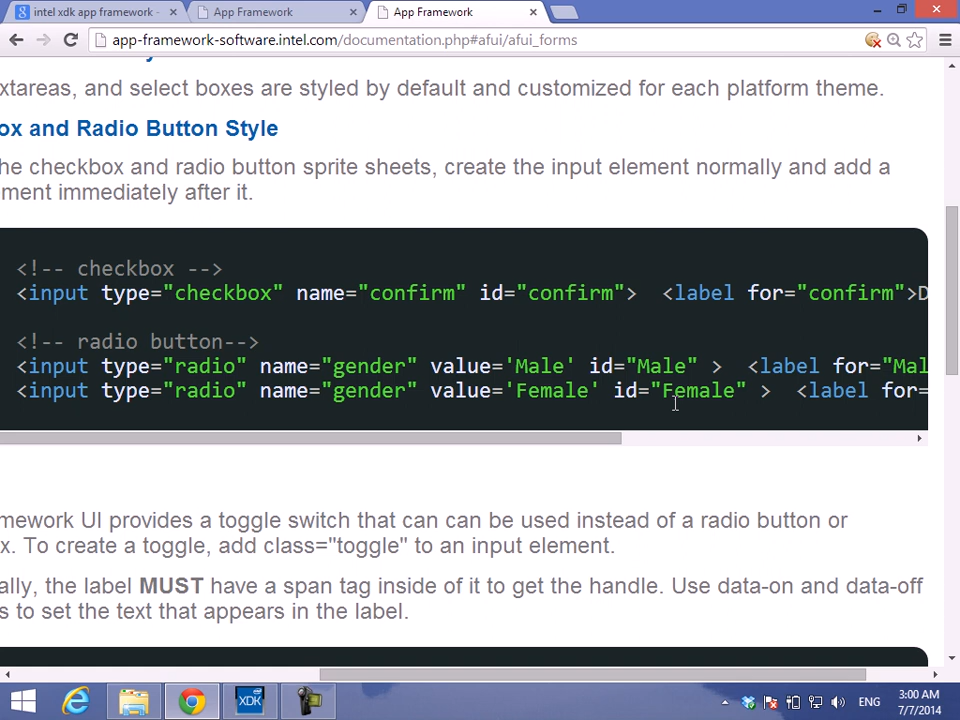 intel xdk app framework -
App Framework
App Framework
app-framework-software.intel.com/documentation.php#afui/afui_forms
xtareas, and select boxes are styled by default and customized for each platform theme.
ox and Radio Button Style
he checkbox and radio button sprite sheets, create the input element normally and add a
ment immediately after it.
<!-- checkbox -->
<input type="checkbox" name="confirm" id="confirm">  <label for="confirm">D
<!-- radio button-->
<input type="radio" name="gender" value='Male' id="Male" >  <label for="Mal
<input type="radio" name="gender" value='Female' id="Female" >  <label for=
mework UI provides a toggle switch that can can be used instead of a radio button or
x. To create a toggle, add class="toggle" to an input element.
ally, the label MUST have a span tag inside of it to get the handle. Use data-on and data-off
s to set the text that appears in the label.
XDK
ENG
3:00 AM
7/7/2014